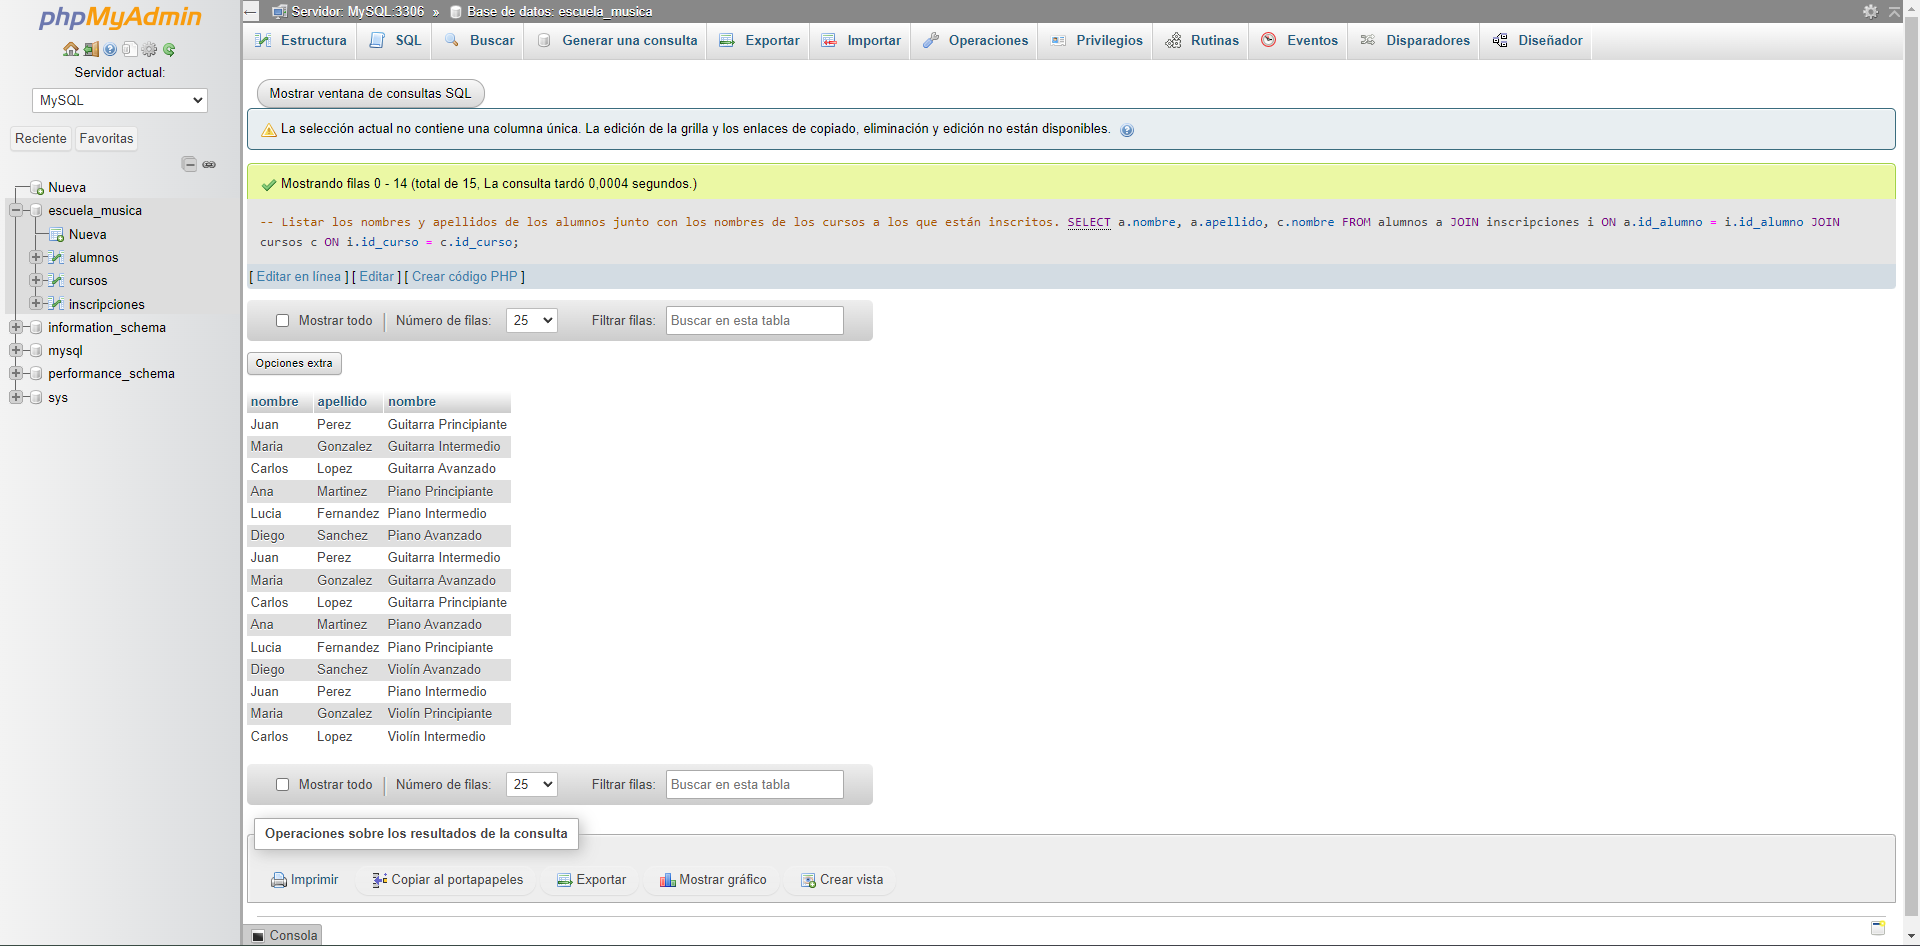 phpMyAdmin
Servidor actual:
MySQL
Reciente Favoritas
Nueva
escuela_musica
Nueva
alumnos
cursos
inscripciones
information_schema
mysql
performance_schema
sys
Servidor: MySQL:3306 » Base de datos: escuela_musica
Estructura SQL Buscar Generar una consulta Exportar Importar Operaciones Privilegios Rutinas Eventos Disparadores Diseñador
Mostrar ventana de consultas SQL
La selección actual no contiene una columna única. La edición de la grilla y los enlaces de copiado, eliminación y edición no están disponibles.
Mostrando filas 0 - 14 (total de 15, La consulta tardó 0,0004 segundos.)
-- Listar los nombres y apellidos de los alumnos junto con los nombres de los cursos a los que están inscritos. SELECT a.nombre, a.apellido, c.nombre FROM alumnos a JOIN inscripciones i ON a.id_alumno = i.id_alumno JOIN
cursos c ON i.id_curso = c.id_curso;
[ Editar en línea ] [ Editar ] [ Crear código PHP ]
Mostrar todo | Número de filas: 25 Filtrar filas: Buscar en esta tabla
Opciones extra
nombre apellido nombre
Juan Perez Guitarra Principiante
Maria Gonzalez Guitarra Intermedio
Carlos Lopez Guitarra Avanzado
Ana Martinez Piano Principiante
Lucia Fernandez Piano Intermedio
Diego Sanchez Piano Avanzado
Juan Perez Guitarra Intermedio
Maria Gonzalez Guitarra Avanzado
Carlos Lopez Guitarra Principiante
Ana Martinez Piano Avanzado
Lucia Fernandez Piano Principiante
Diego Sanchez Violín Avanzado
Juan Perez Piano Intermedio
Maria Gonzalez Violín Principiante
Carlos Lopez Violín Intermedio
Mostrar todo | Número de filas: 25 Filtrar filas: Buscar en esta tabla
Operaciones sobre los resultados de la consulta
Imprimir Copiar al portapapeles Exportar Mostrar gráfico Crear vista
Consola